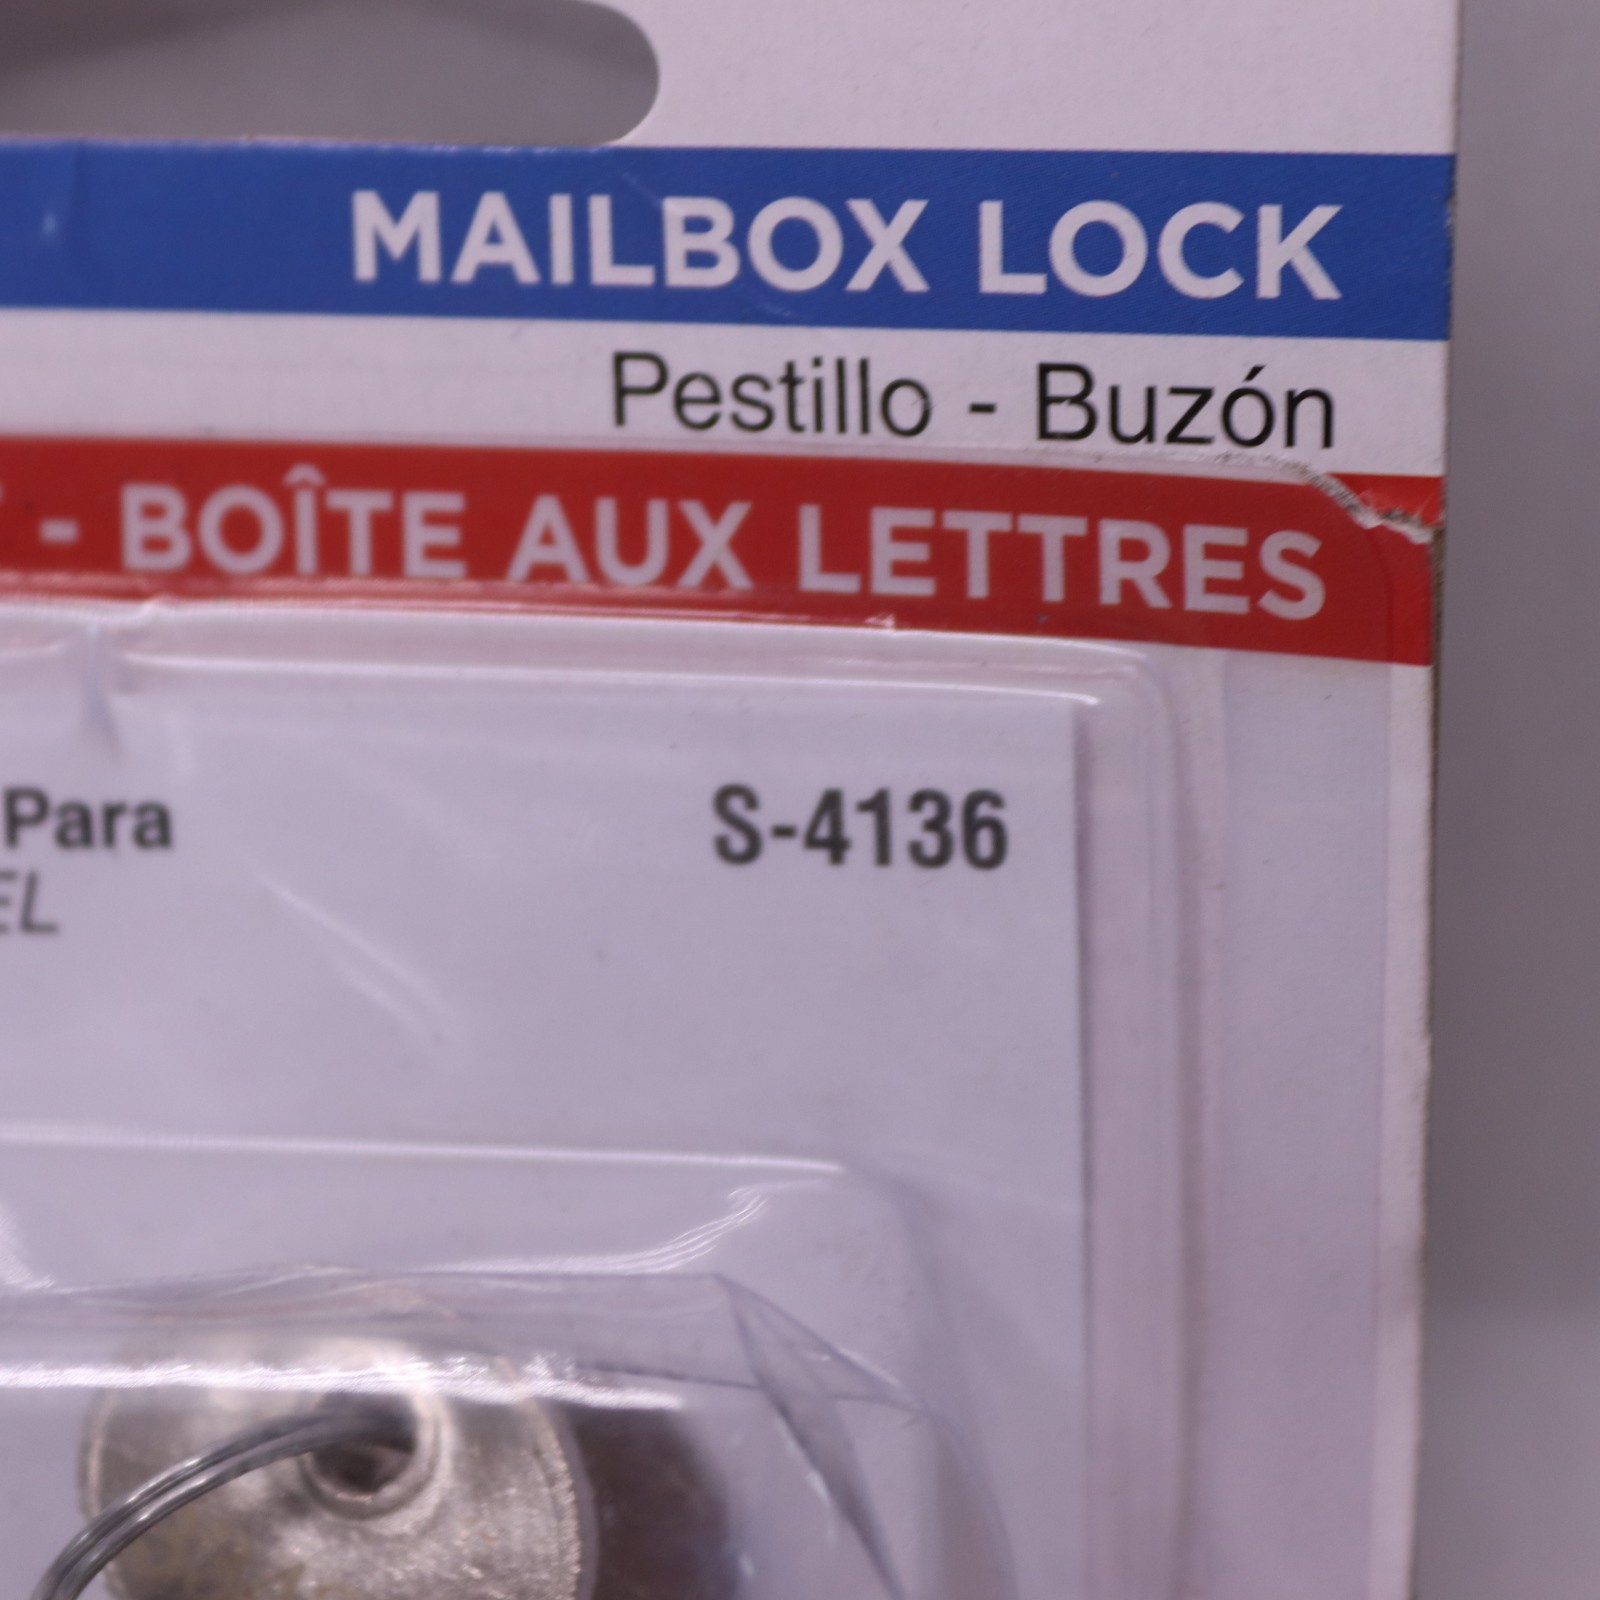 MAILBOX LOCK
Pestillo - Buzón
- BOÎTE AUX LETTRES
Para
S-4136
EL